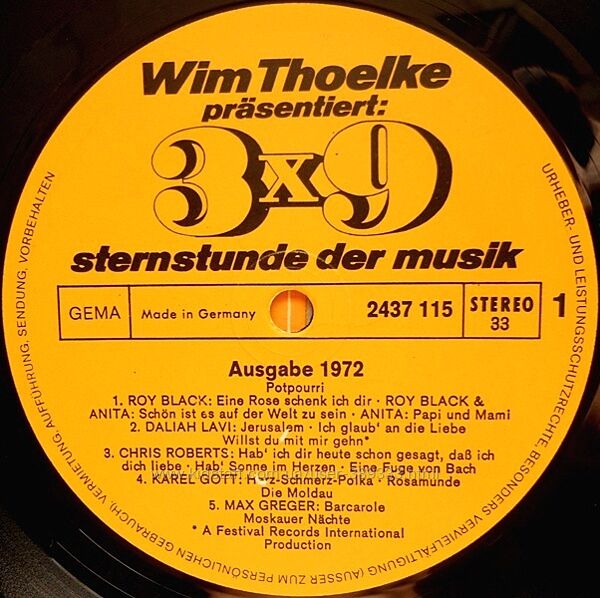 Wim Thoelke
präsentiert:
3x9
sternstunde der musik
GEMA
Made in Germany
2437 115
STEREO
33
1
Ausgabe 1972
Potpourri
1. ROY BLACK: Eine Rose schenk ich dir · ROY BLACK &
ANITA: Schön ist es auf der Welt zu sein · ANITA: Papi und Mami
2. DALIAH LAVI: Jerusalem · Ich glaub' an die Liebe
Willst du mit mir gehn*
3. CHRIS ROBERTS: Hab' ich dir heute schon gesagt, daß ich
dich liebe · Hab' Sonne im Herzen · Eine Fuge von Bach
4. KAREL GOTT: Herz-Schmerz-Polka · Rosamunde
Die Moldau
5. MAX GREGER: Barcarole
Moskauer Nächte
* A Festival Records International
Production
URHEBER- UND LEISTUNGSSCHUTZRECHTE, BESONDERS VERVIELFÄLTIGUNG (AUSSER ZUM PERSÖNLICHEN GEBRAUCH), VERMIETUNG, AUFFÜHRUNG, SENDUNG, VORBEHALTEN